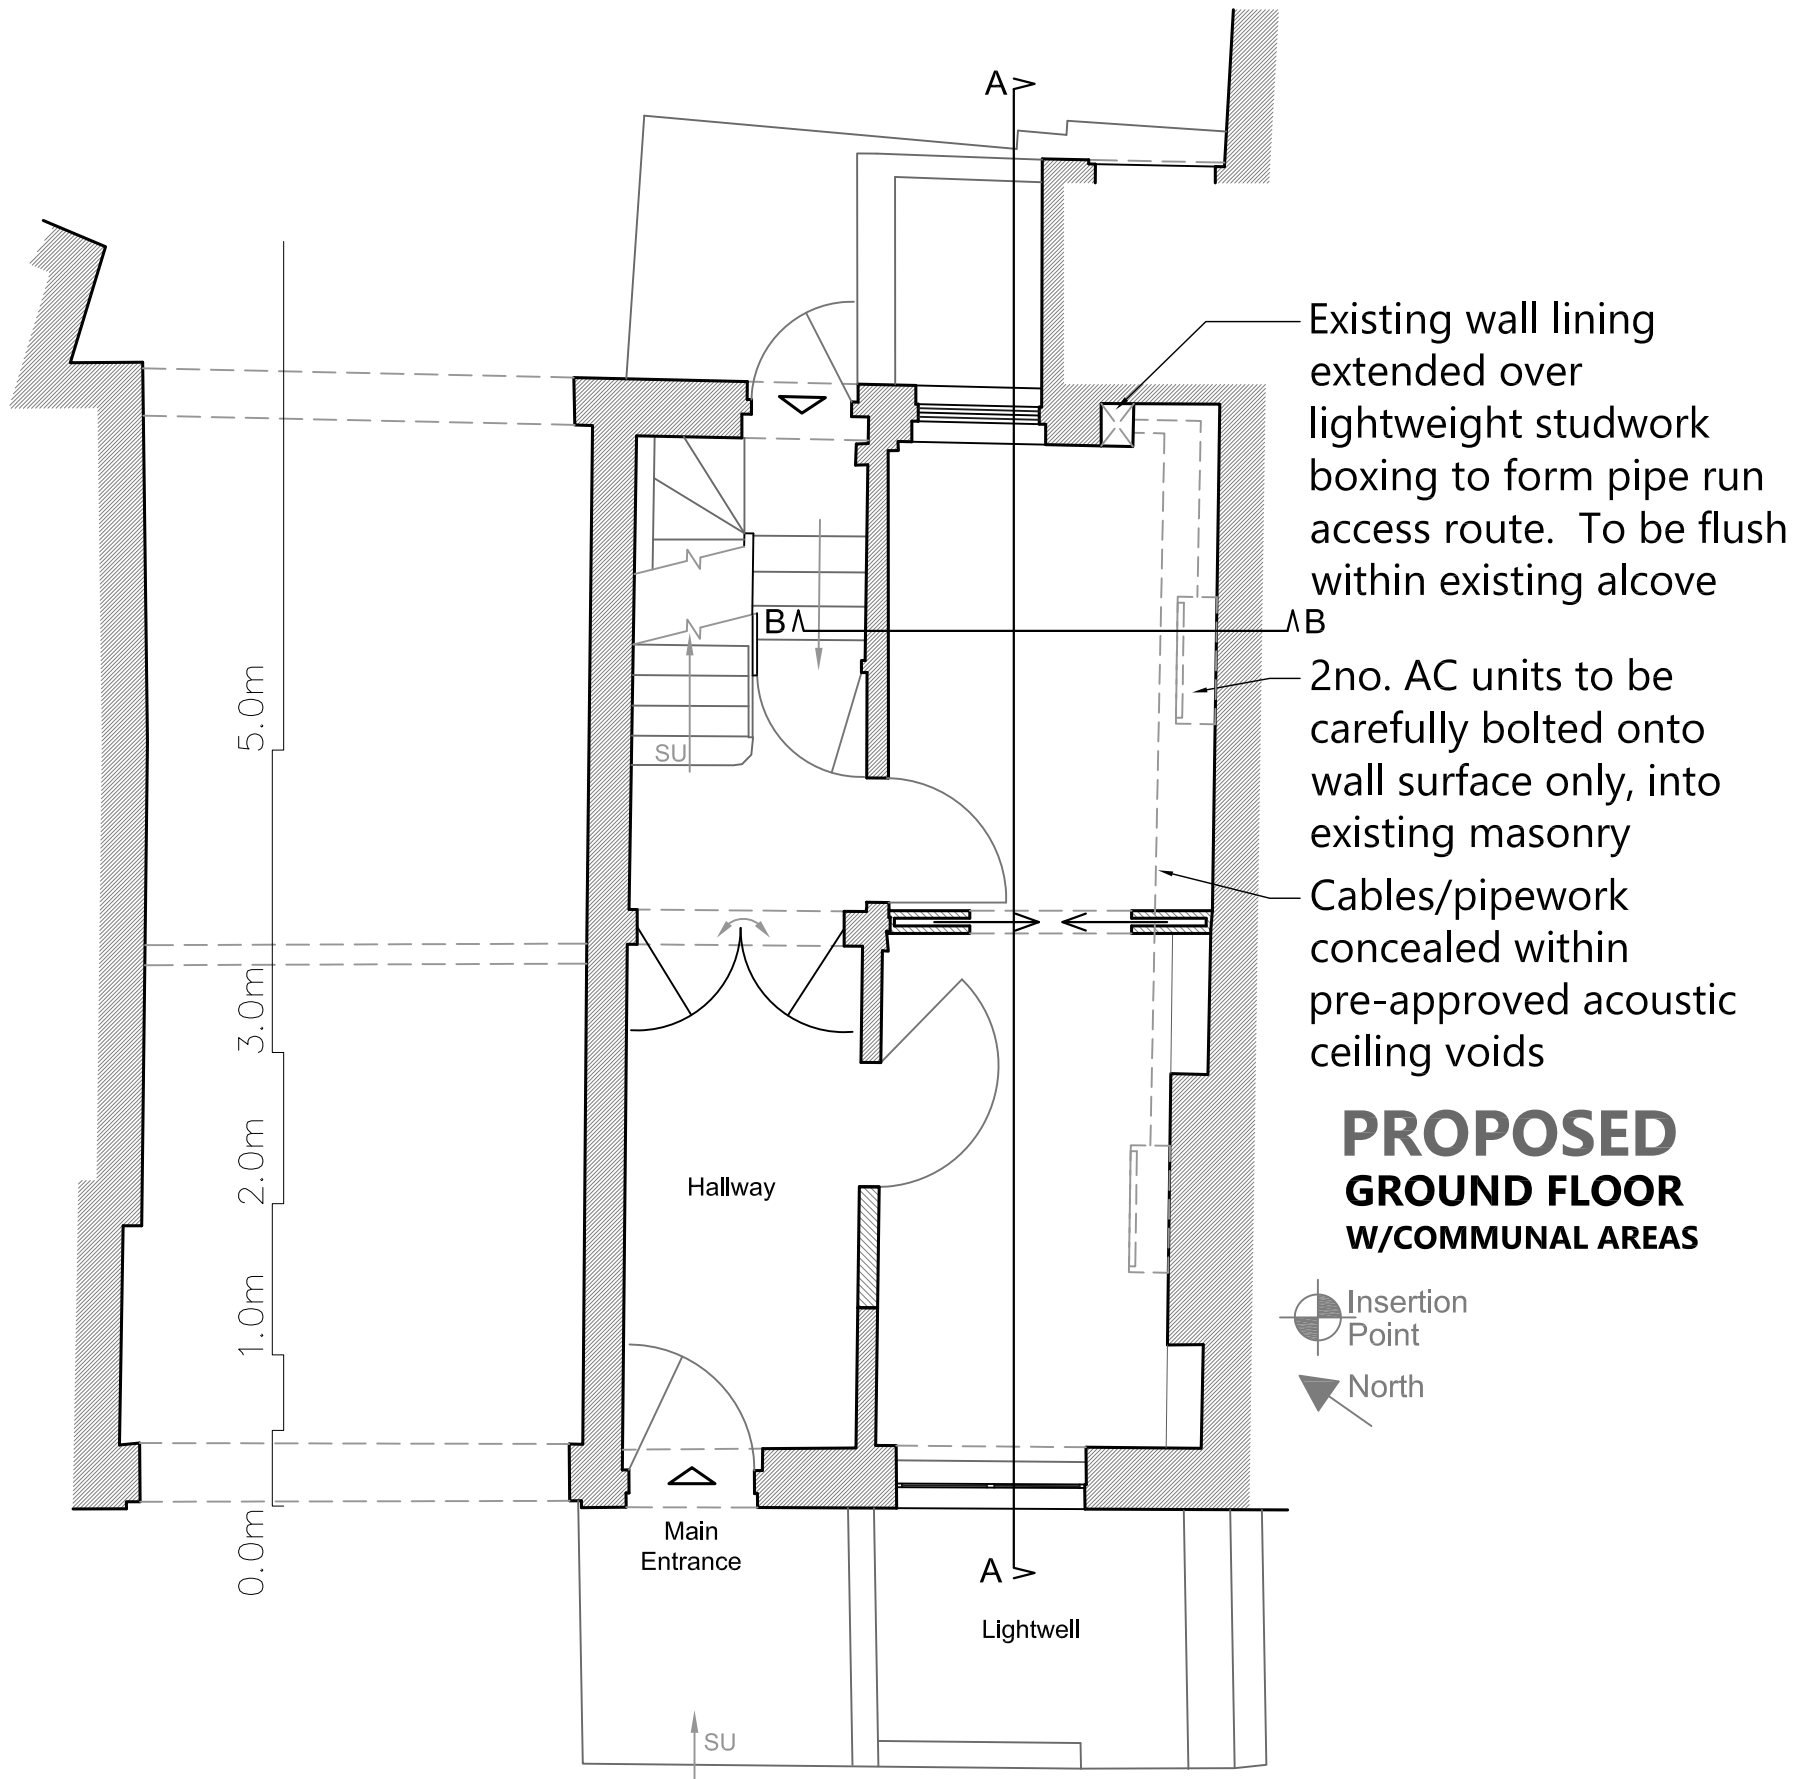 A
Existing wall lining
extended over
lightweight studwork
boxing to form pipe run
access route. To be flush
within existing alcove
B
B
2no. AC units to be
carefully bolted onto
wall surface only, into
existing masonry
5.0m
SU
Cables/pipework
concealed within
pre-approved acoustic
ceiling voids
3.0m
PROPOSED
GROUND FLOOR
W/COMMUNAL AREAS
2.0m
Hallway
1.0m
Insertion
Point
North
0.0m
Main
Entrance
A
Lightwell
SU